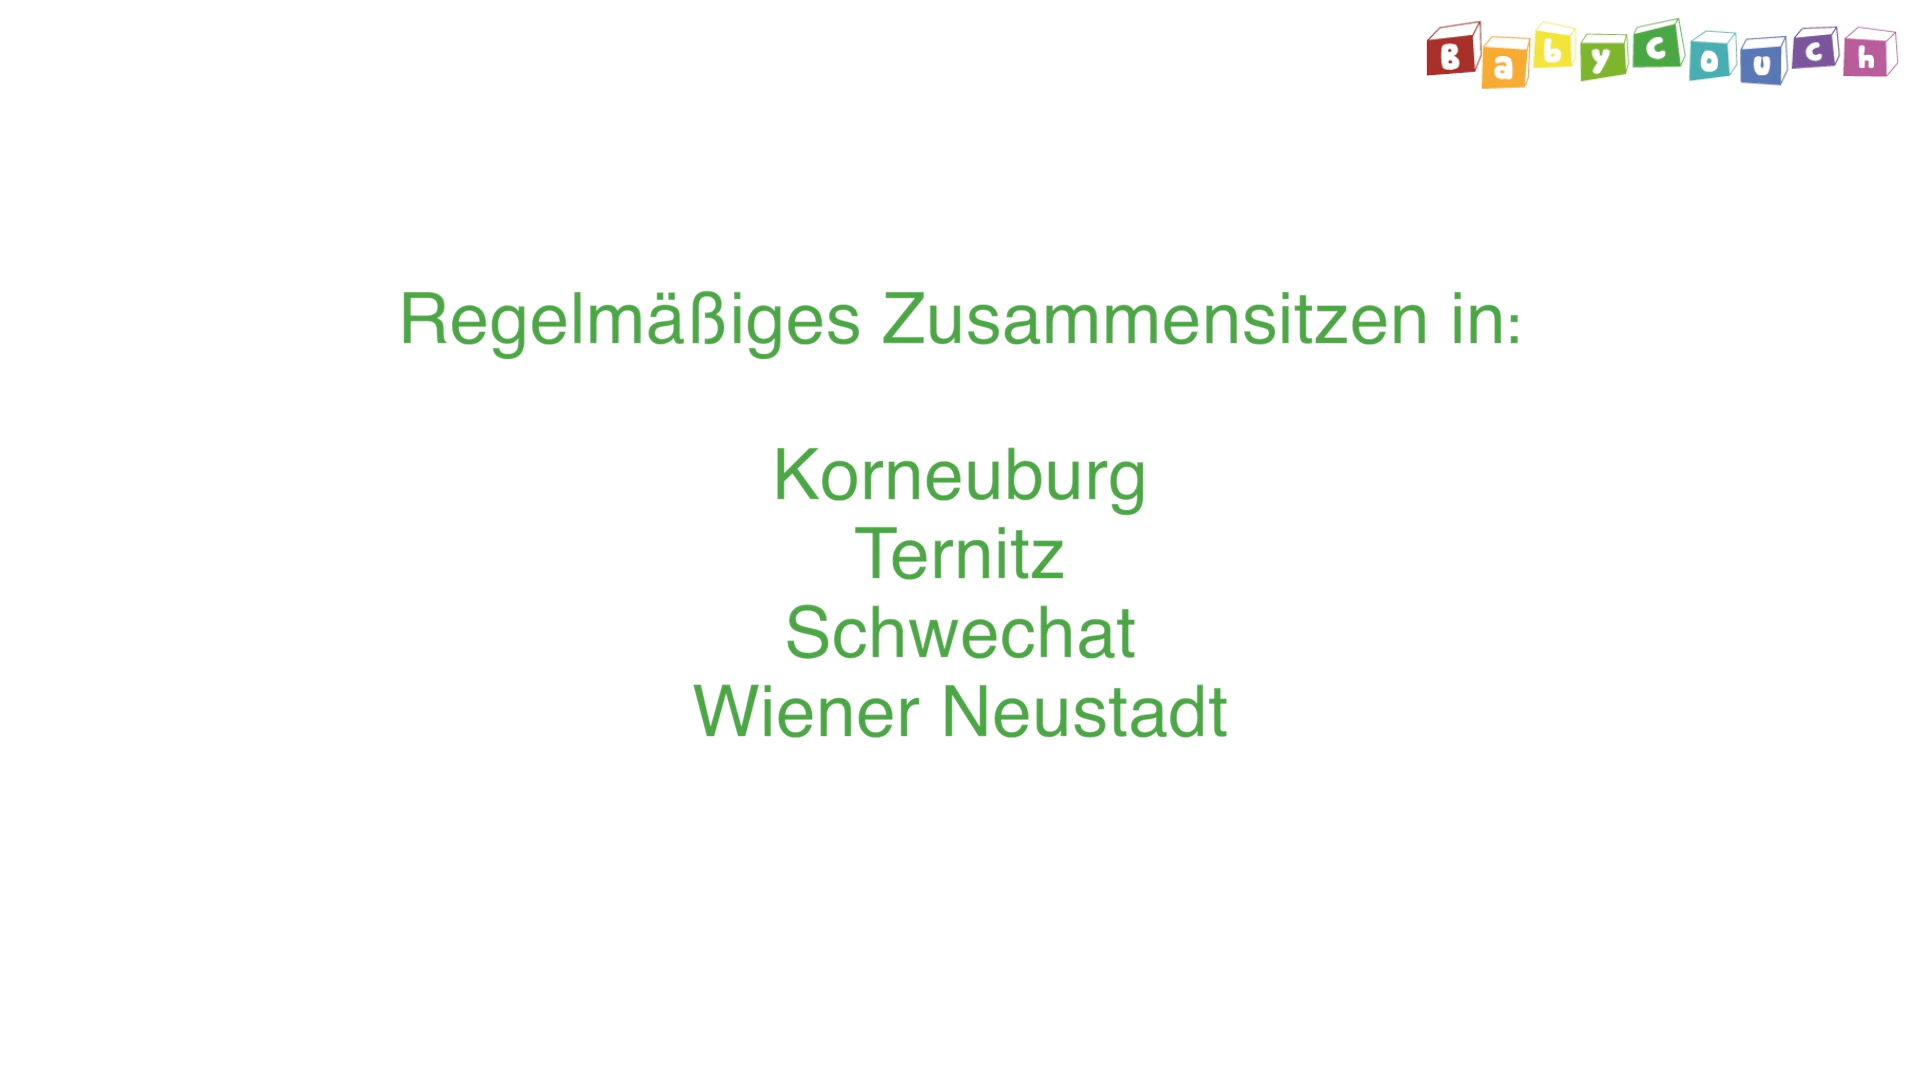 Babycouch
Regelmäßiges Zusammensitzen in:
Korneuburg
Ternitz
Schwechat
Wiener Neustadt